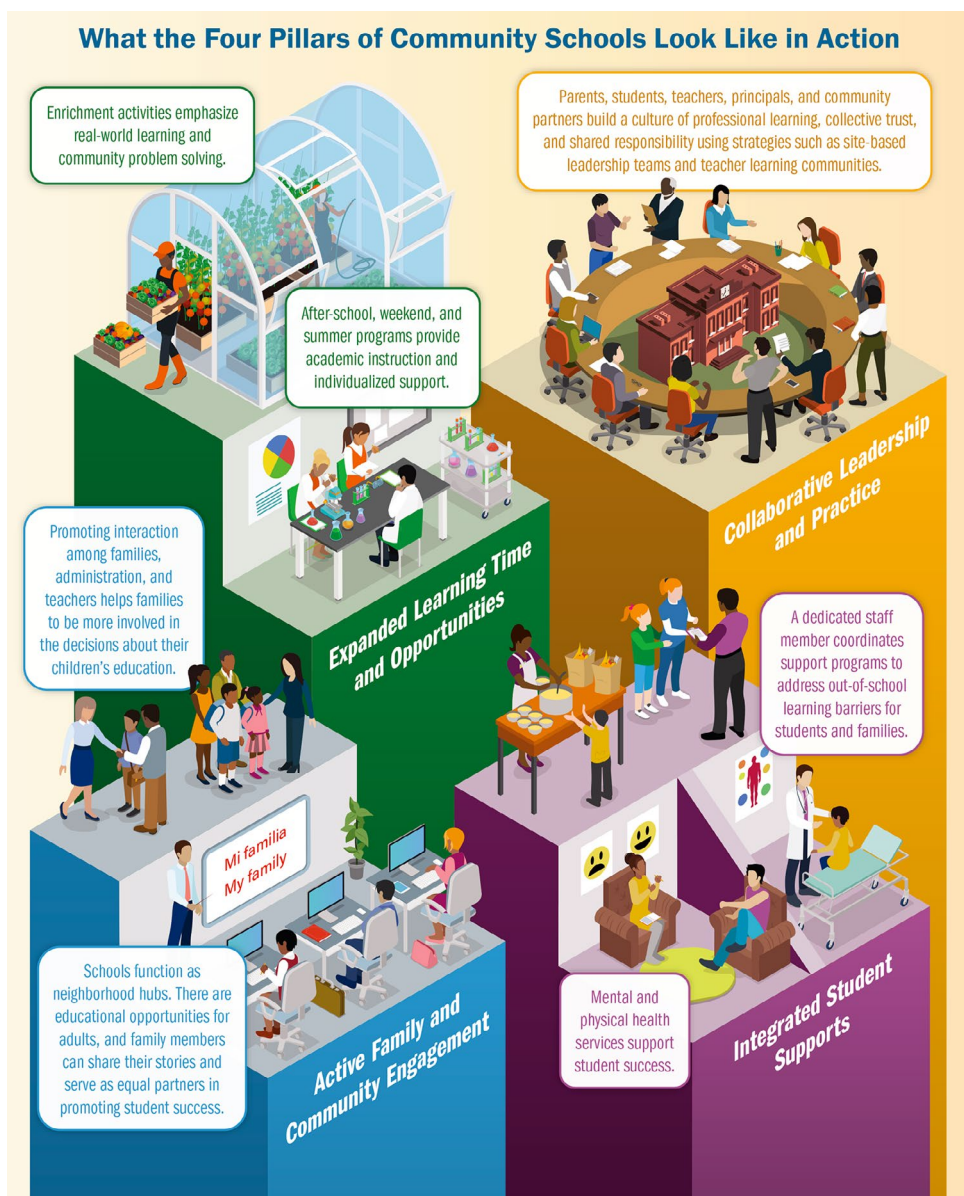 What the Four Pillars of Community Schools Look Like in Action
Enrichment activities emphasize
real-world learning and
community problem solving.
Parents, students, teachers, principals, and community
partners build a culture of professional learning, collective trust,
and shared responsibility using strategies such as site-based
leadership teams and teacher learning communities.
After-school, weekend, and
summer programs provide
academic instruction and
individualized support.
Collaborative Leadership
and Practice
Expanded Learning Time
and Opportunities
Promoting interaction
among families,
administration, and
teachers helps families
to be more involved in
the decisions about their
children's education.
A dedicated staff
member coordinates
support programs to
address out-of-school
learning barriers for
students and families.
Mi familia
My family
Schools function as
neighborhood hubs. There are
educational opportunities for
adults, and family members
can share their stories and
serve as equal partners in
promoting student success.
Active Family and
Community Engagement
Mental and
physical health
services support
student success.
Integrated Student
Supports